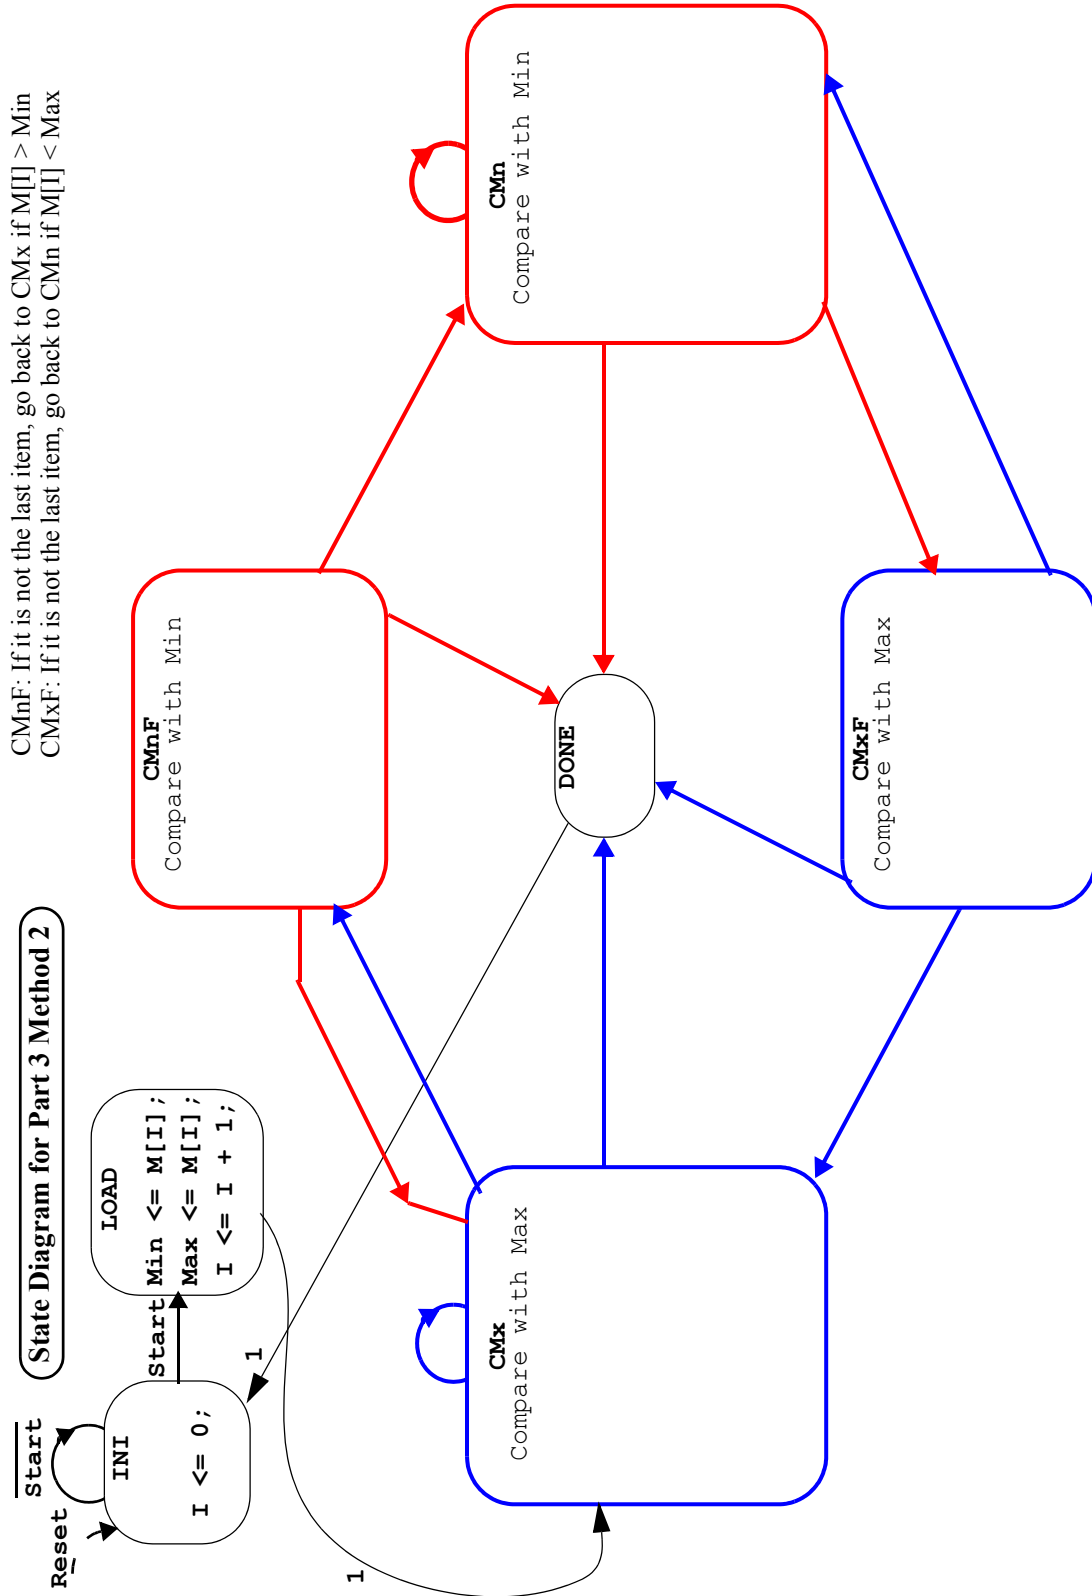 CMnF: If it is not the last item, go back to CMx if M[I] > Min
CMxF: If it is not the last item, go back to CMn if M[I] < Max
State Diagram for Part 3 Method 2
Reset
Start
INI
I <= 0;
Start
LOAD
Min <= M[I];
Max <= M[I];
I <= I + 1;
1
1
CMnF
Compare with Min
CMx
Compare with Max
DONE
CMn
Compare with Min
CMxF
Compare with Max